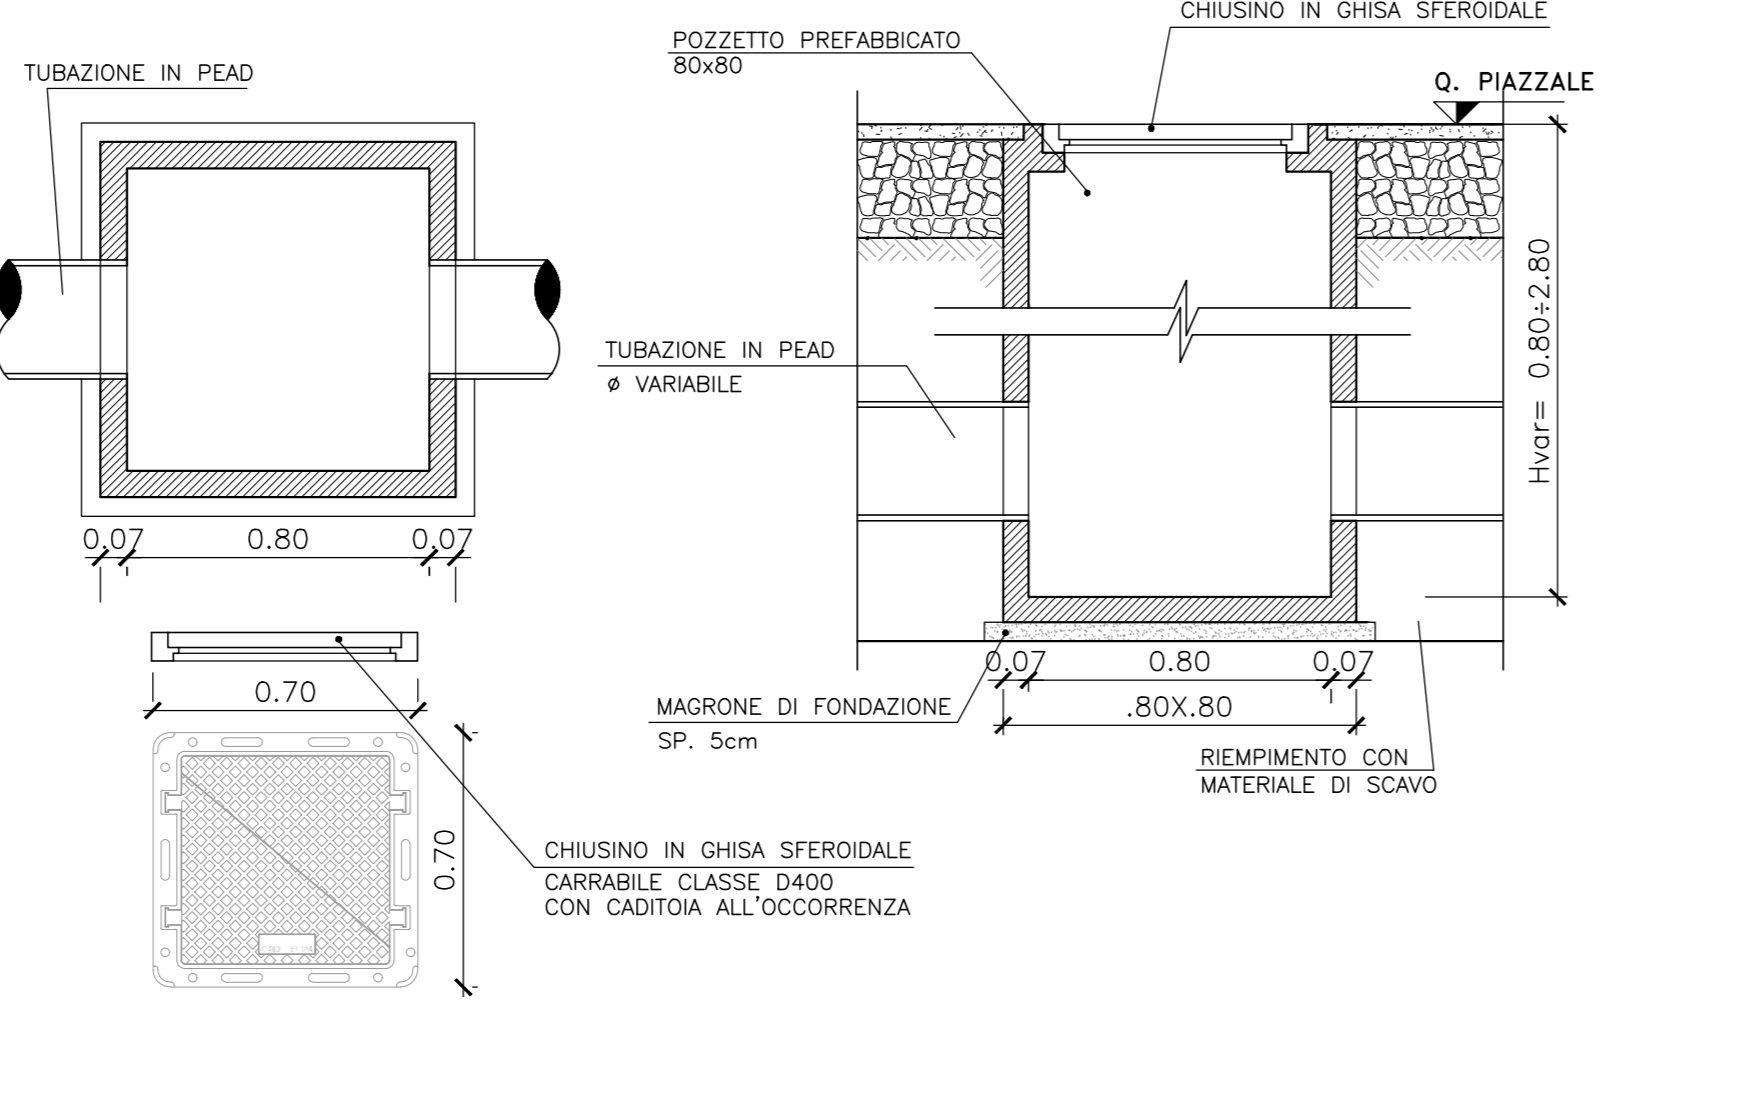 CHIUSINO IN GHISA SFEROIDALE
POZZETTO PREFABBICATO
80x80
TUBAZIONE IN PEAD
Q. PIAZZALE
Hvar= 0.80÷2.80
TUBAZIONE IN PEAD
ø VARIABILE
0.07 0.80 0.07
0.07 0.80 0.07
.80X.80
0.70
MAGRONE DI FONDAZIONE
SP. 5cm
RIEMPIMENTO CON
MATERIALE DI SCAVO
0.70
CHIUSINO IN GHISA SFEROIDALE
CARRABILE CLASSE D400
CON CADITOIA ALL'OCCORRENZA